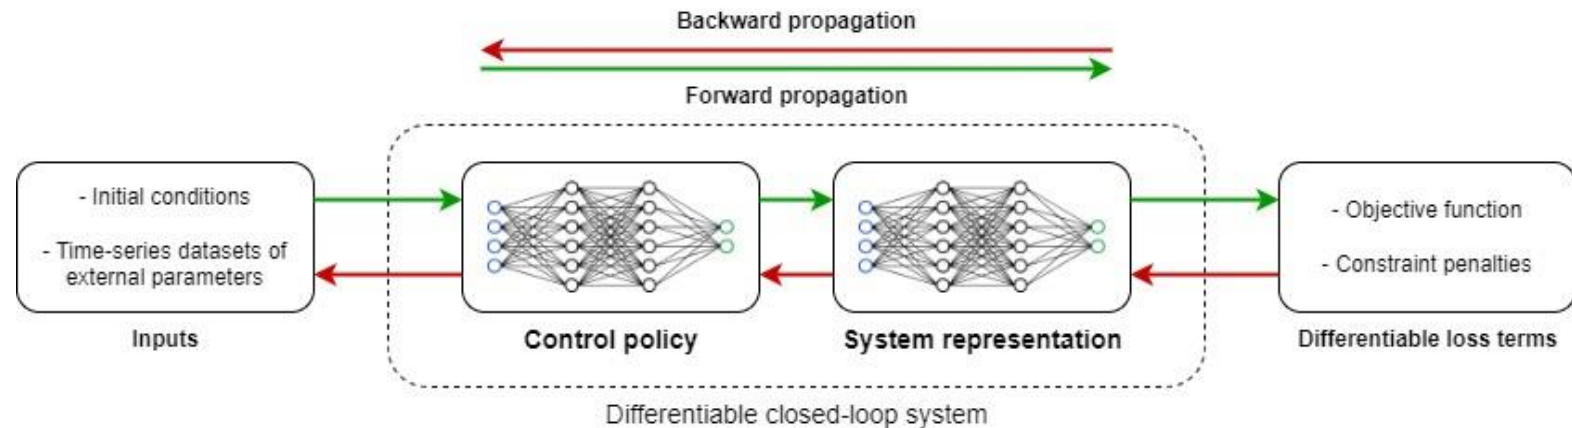 Backward propagation
Forward propagation
- Initial conditions
- Time-series datasets of
external parameters
Inputs
Control policy
System representation
- Objective function
- Constraint penalties
Differentiable loss terms
Differentiable closed-loop system